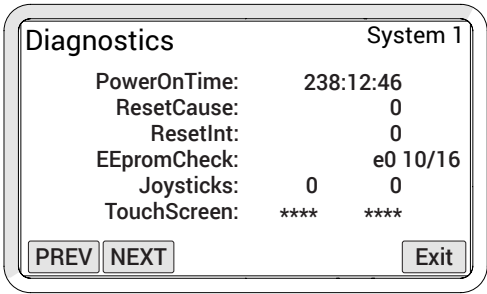 Diagnostics System 1
PowerOnTime: 238:12:46
ResetCause: 0
ResetInt: 0
EEpromCheck: e0 10/16
Joysticks: 0 0
TouchScreen: **** ****
PREV NEXT Exit